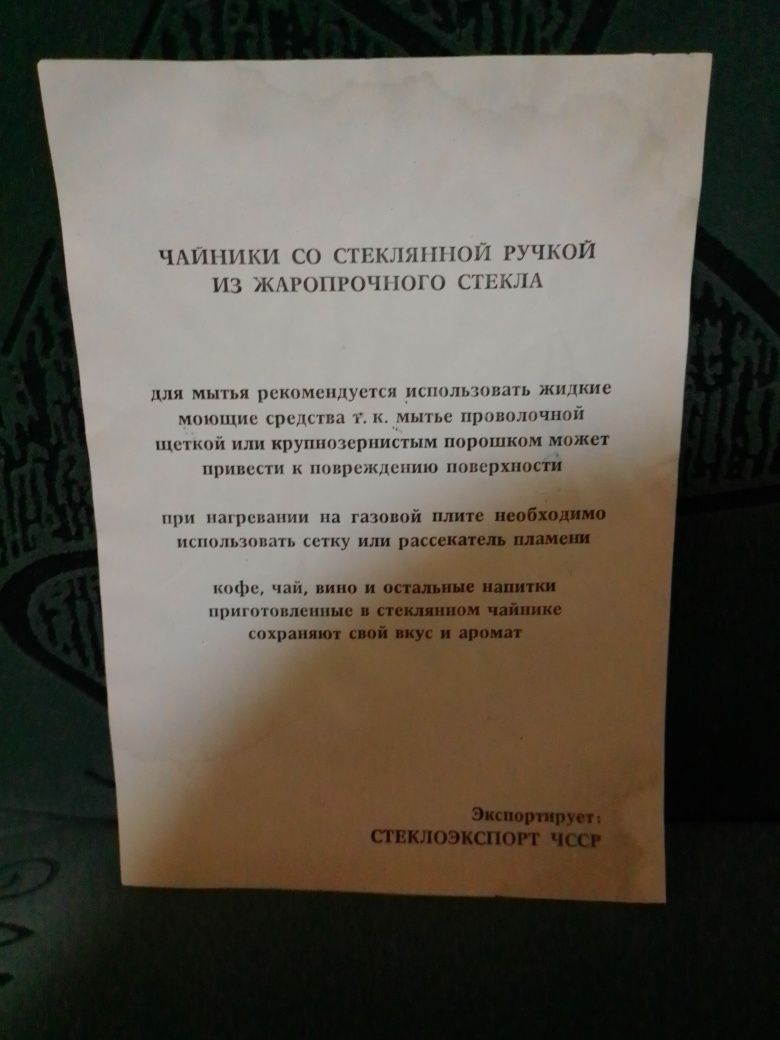 ЧАЙНИКИ СО СТЕКЛЯННОЙ РУЧКОЙ
ИЗ ЖАРОПРОЧНОГО СТЕКЛА
для мытья рекомендуется использовать жидкие
моющие средства т. к. мытье проволочной
щеткой или крупнозернистым порошком может
привести к повреждению поверхности
при нагревании на газовой плите необходимо
использовать сетку или рассекатель пламени
кофе, чай, вино и остальные напитки
приготовленные в стеклянном чайнике
сохраняют свой вкус и аромат
Экспортирует:
СТЕКЛОЭКСПОРТ ЧССР